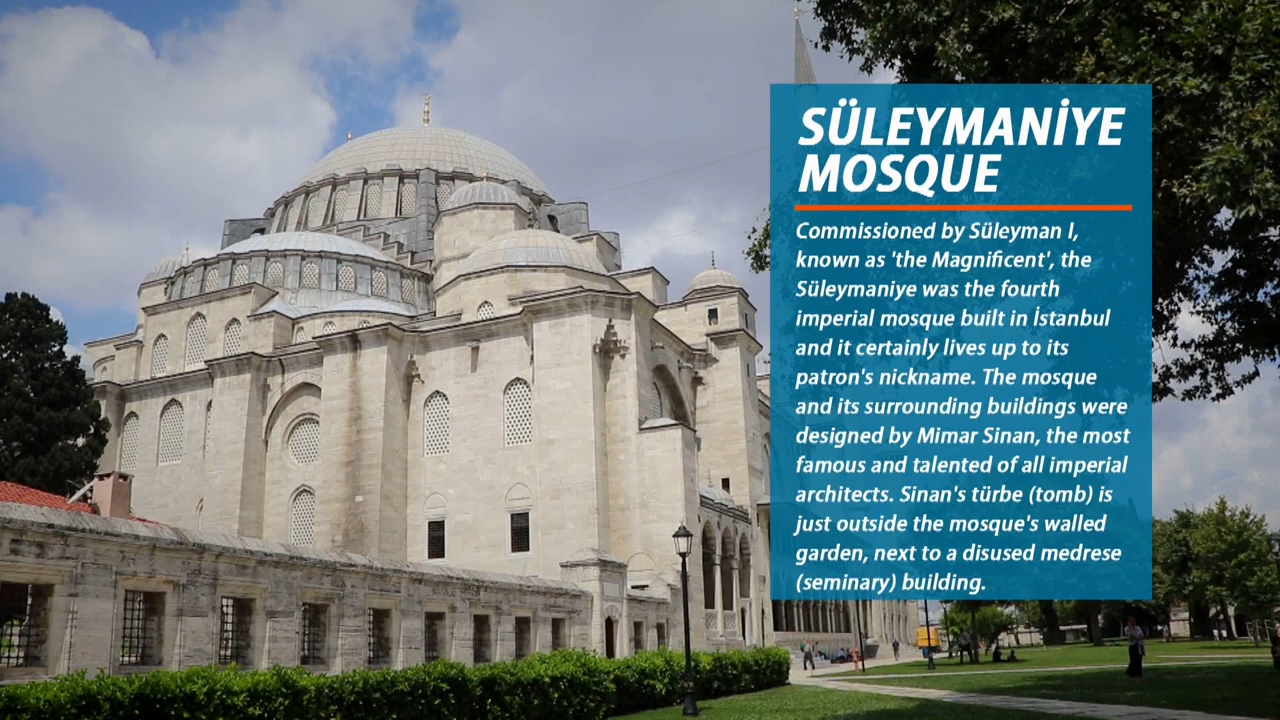 SÜLEYMANİYE
MOSQUE
Commissioned by Süleyman I,
known as 'the Magnificent', the
Süleymaniye was the fourth
imperial mosque built in İstanbul
and it certainly lives up to its
patron's nickname. The mosque
and its surrounding buildings were
designed by Mimar Sinan, the most
famous and talented of all imperial
architects. Sinan's türbe (tomb) is
just outside the mosque's walled
garden, next to a disused medrese
(seminary) building.